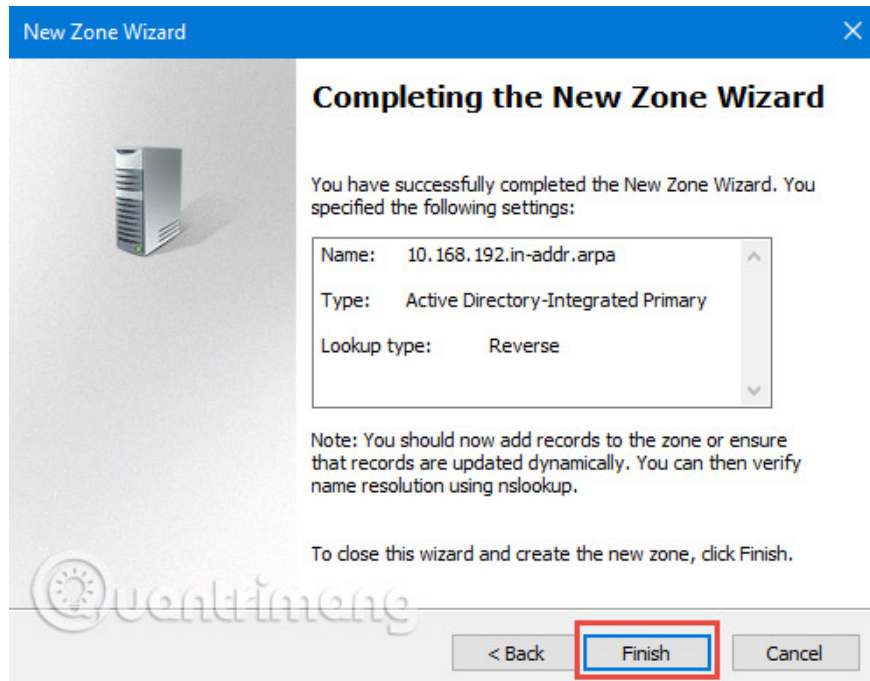 New Zone Wizard
Completing the New Zone Wizard
You have successfully completed the New Zone Wizard. You
specified the following settings:
Name: 10.168.192.in-addr.arpa
Type: Active Directory-Integrated Primary
Lookup type: Reverse
Note: You should now add records to the zone or ensure
that records are updated dynamically. You can then verify
name resolution using nslookup.
To close this wizard and create the new zone, click Finish.
Quantrimang
< Back Finish Cancel